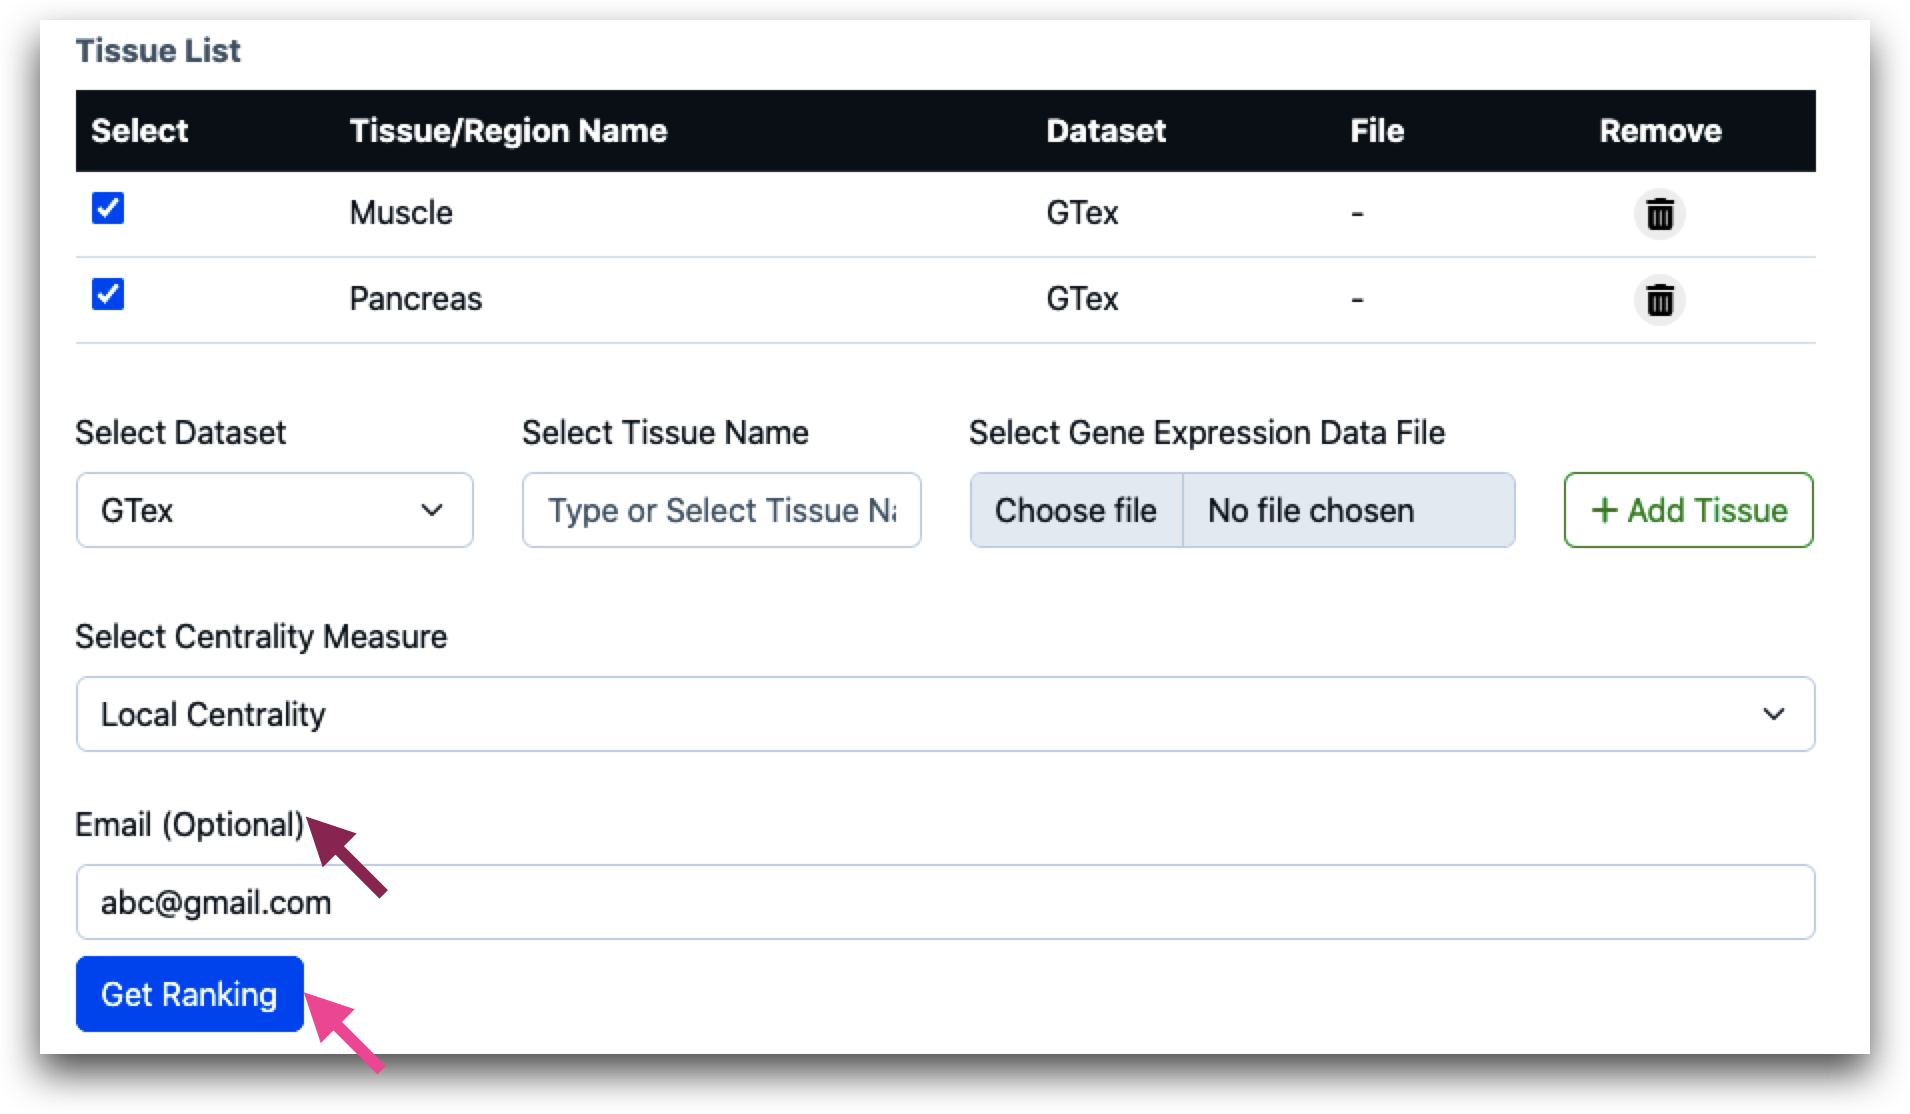 Tissue List
Select Tissue/Region Name Dataset File Remove
Muscle GTex -
Pancreas GTex -
Select Dataset Select Tissue Name Select Gene Expression Data File
GTex Type or Select Tissue Na Choose file No file chosen + Add Tissue
Select Centrality Measure
Local Centrality
Email (Optional)
abc@gmail.com
Get Ranking